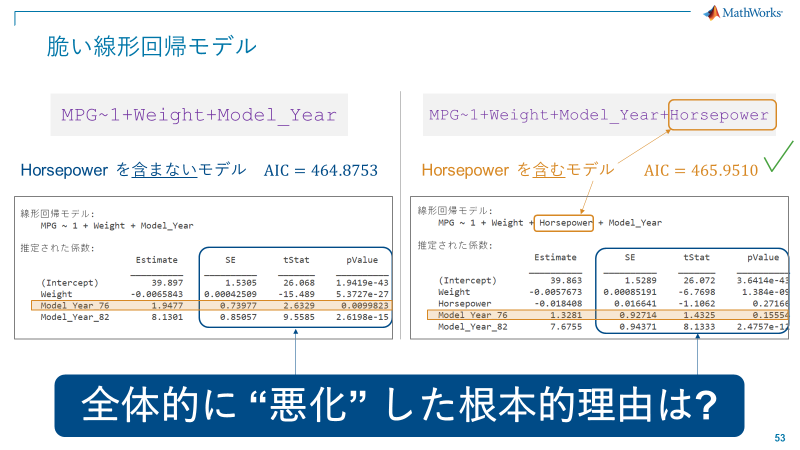 MathWorks®
脆い線形回帰モデル
MPG~1+Weight+Model_Year
Horsepower を含まないモデル AIC = 464.8753
線形回帰モデル:
MPG ~ 1 + Weight + Model_Year
推定された係数:
Estimate SE tStat pValue
(Intercept) 39.897 1.5305 26.068 1.9419e-43
Weight -0.0065843 0.00042509 -15.489 5.3727e-27
Model_Year_76 1.9477 0.73977 2.6329 0.0099823
Model_Year_82 8.1301 0.85057 9.5585 2.6198e-15
MPG~1+Weight+Model_Year+Horsepower
Horsepower を含むモデル AIC = 465.9510
線形回帰モデル:
MPG ~ 1 + Weight + Horsepower + Model_Year
推定された係数:
Estimate SE tStat pValue
(Intercept) 39.863 1.5289 26.072 3.6414e-43
Weight -0.0057673 0.00085191 -6.7698 1.384e-09
Horsepower -0.018408 0.016641 -1.1062 0.27166
Model_Year_76 1.3281 0.92714 1.4325 0.15554
Model_Year_82 7.6755 0.94371 8.1333 2.4757e-12
全体的に “悪化” した根本的理由は?
53